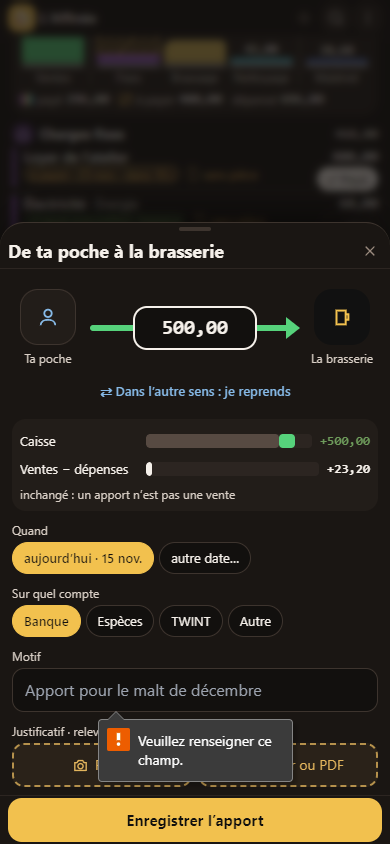 De ta poche à la brasserie
×
500,00
Ta poche
La brasserie
⇄ Dans l'autre sens : je reprends
Caisse +500,00
Ventes – dépenses +23,20
inchangé : un apport n'est pas une vente
Quand
aujourd'hui · 15 nov. autre date...
Sur quel compte
Banque Espèces TWINT Autre
Motif
Apport pour le malt de décembre
Justificatif
Veuillez renseigner ce
champ.
ou PDF
Enregistrer l'apport